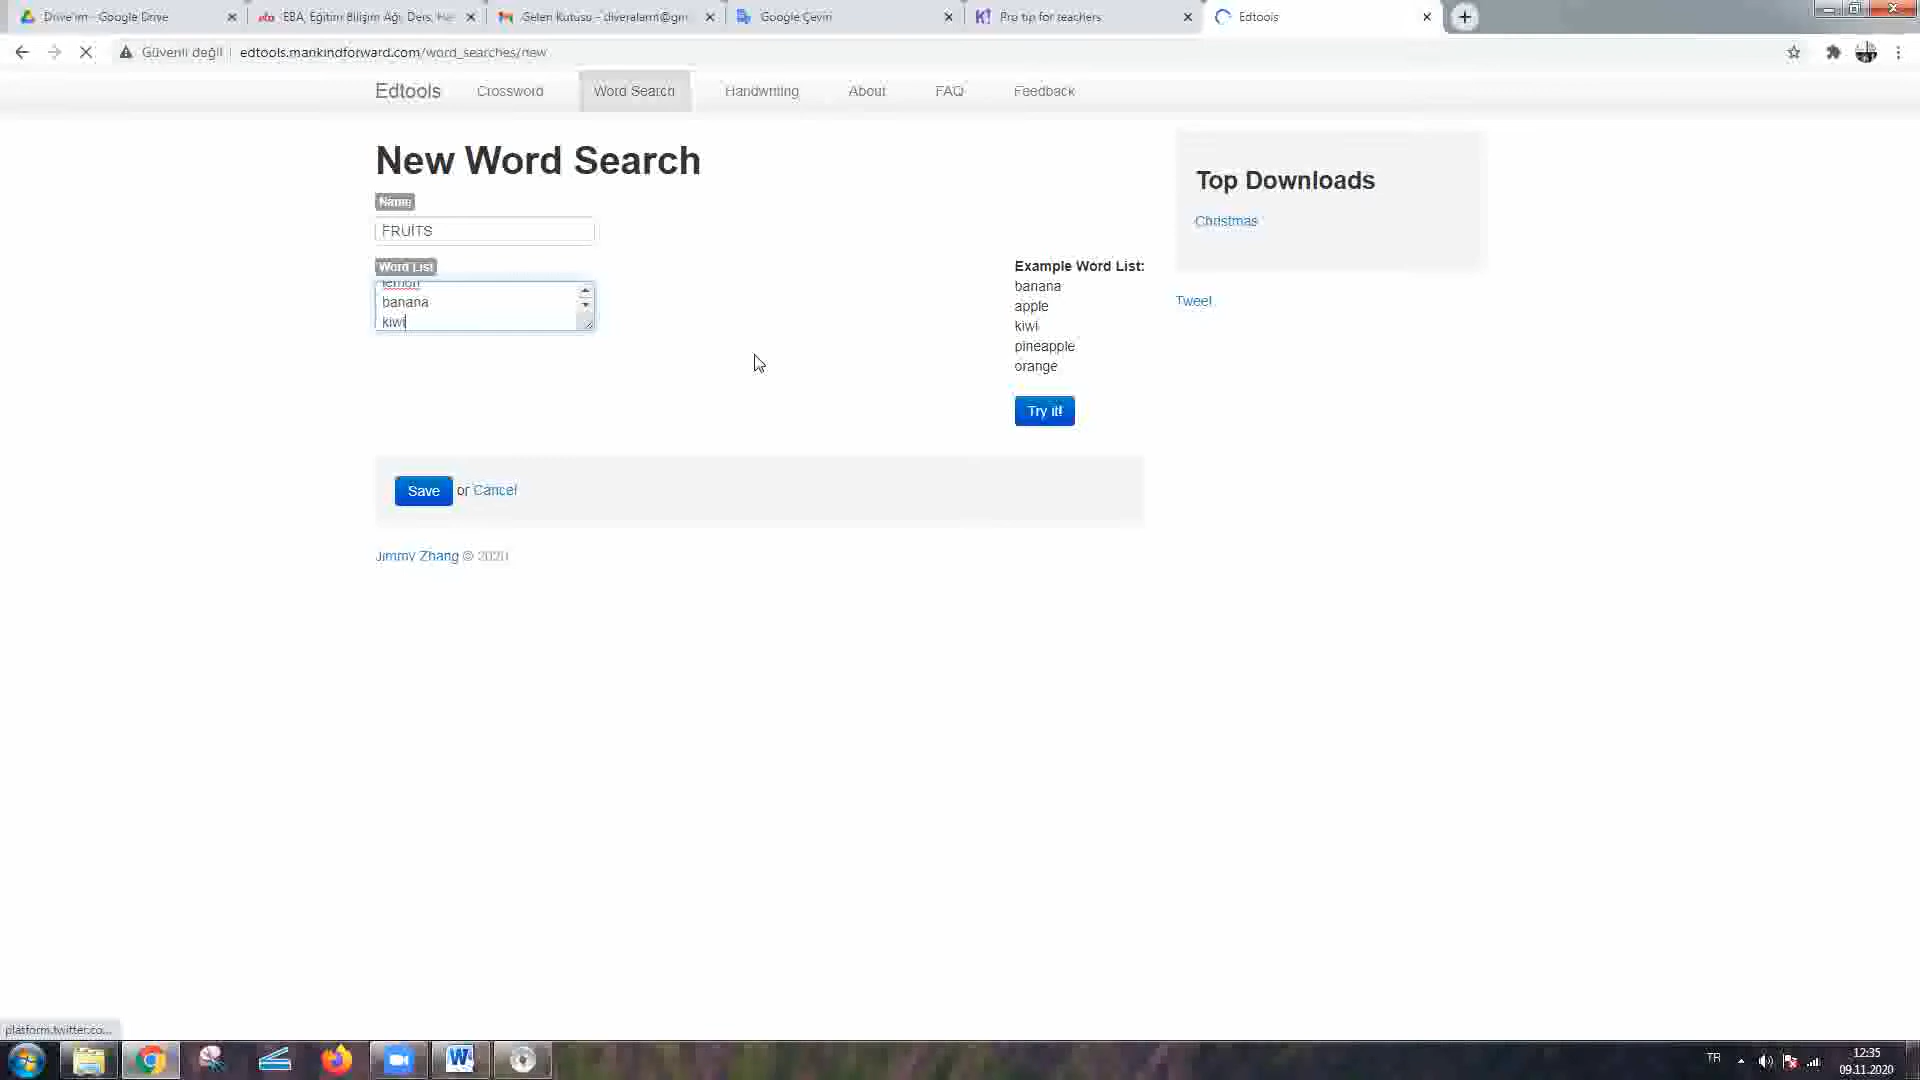 Drive'ım - Google Drive
EBA, Eğitim Bilişim Ağı, Ders, Ha
Gelen Kutusu - diveralarm@gm
Google Çeviri
Pro tip for teachers
Edtools
Güvenli değil
edtools.mankindforward.com/word_searches/new
Edtools
Crossword
Word Search
Handwriting
About
FAQ
Feedback
New Word Search
Name
FRUİTS
Word List
lemon
banana
kiwi
Example Word List:
banana
apple
kiwi
pineapple
orange
Try it!
Save or Cancel
Jimmy Zhang © 2020
Top Downloads
Christmas
Tweet
platform.twitter.co...
TR
12:35
09.11.2020